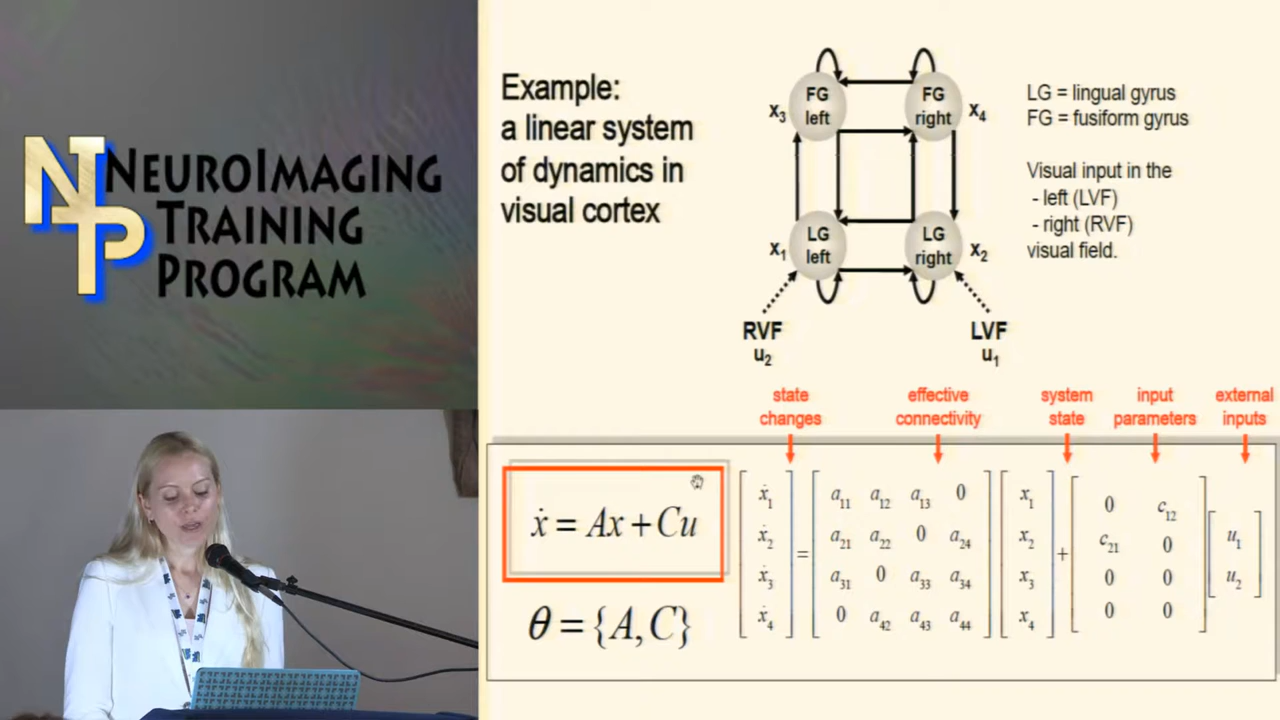 NEUROIMAGING
TRAINING
PROGRAM
NTP
Example:
a linear system
of dynamics in
visual cortex
FG
left
FG
right
x3
x4
LG
left
LG
right
x1
x2
RVF
u2
LVF
u1
LG = lingual gyrus
FG = fusiform gyrus
Visual input in the
- left (LVF)
- right (RVF)
visual field.
state
changes
effective
connectivity
system
state
input
parameters
external
inputs
ẋ = Ax + Cu
θ = {A, C}
[ẋ1 ẋ2 ẋ3 ẋ4] =
a11 a12 a13 0
a21 a22 0 a24
a31 0 a33 a34
0 a42 a43 a44
[x1 x2 x3 x4] +
0 c12
c21 0
0 0
0 0
[u1 u2]